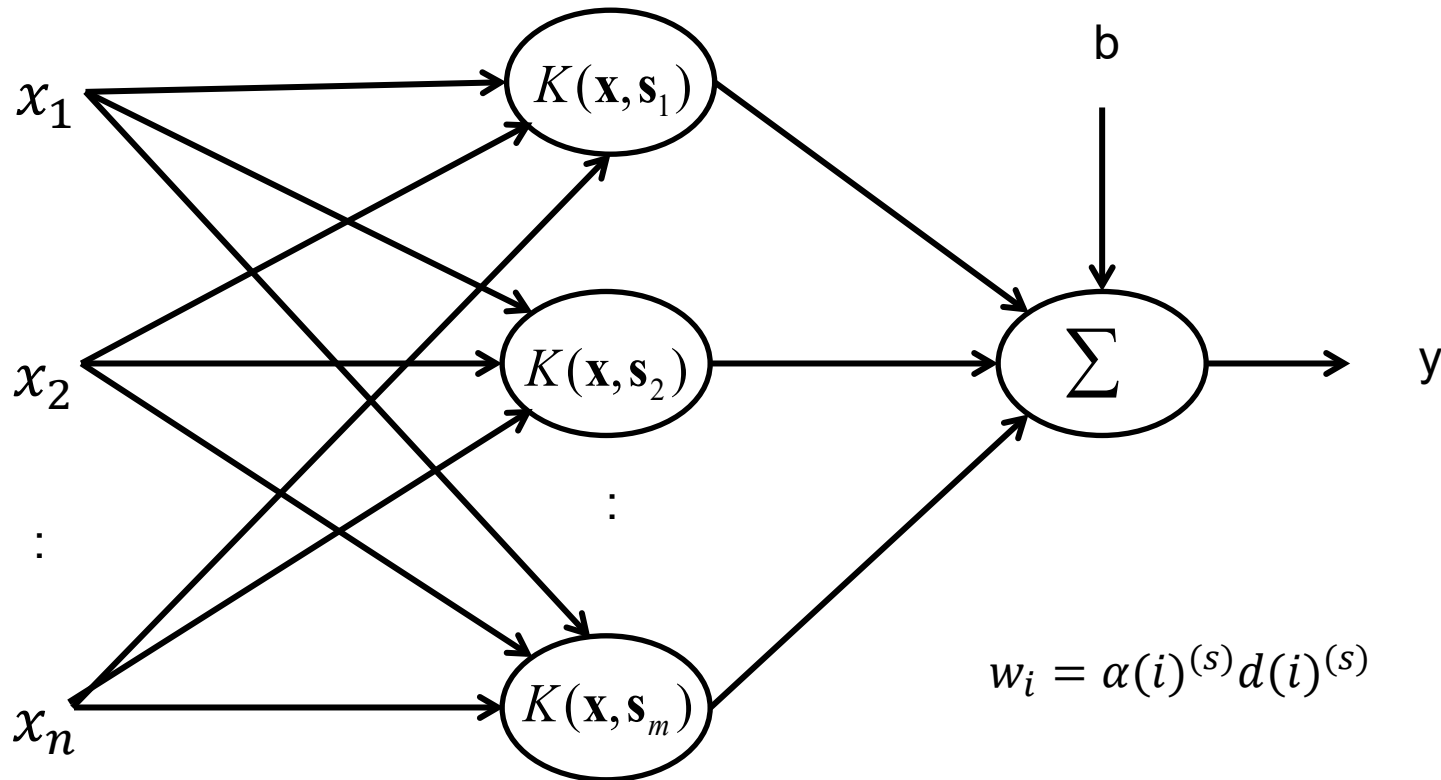 x₁
K(𝐱, 𝐬₁)
b
x₂
K(𝐱, 𝐬₂)
∑
y
:
:
xₙ
K(𝐱, 𝐬ₘ)
wᵢ = α(i)⁽ˢ⁾d(i)⁽ˢ⁾